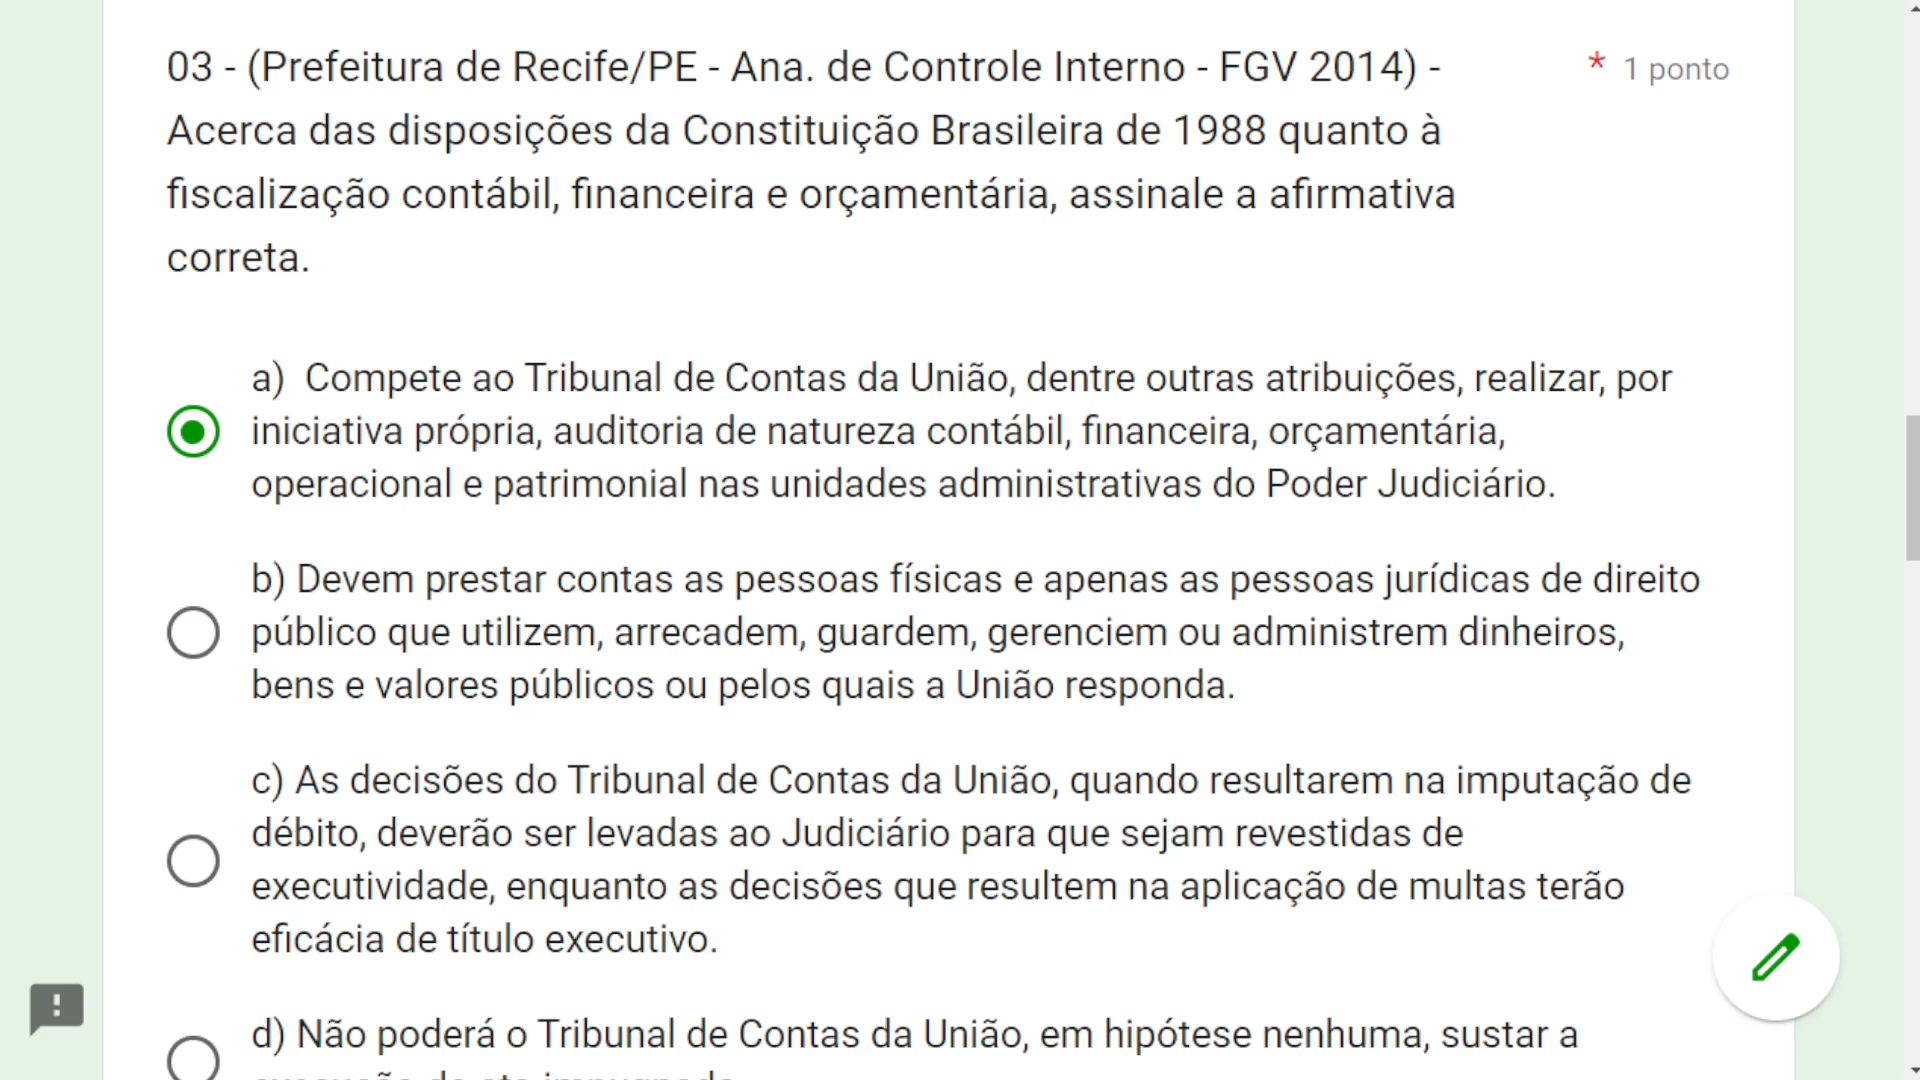 03 - (Prefeitura de Recife/PE - Ana. de Controle Interno - FGV 2014) -
* 1 ponto
Acerca das disposições da Constituição Brasileira de 1988 quanto à
fiscalização contábil, financeira e orçamentária, assinale a afirmativa
correta.
a) Compete ao Tribunal de Contas da União, dentre outras atribuições, realizar, por
iniciativa própria, auditoria de natureza contábil, financeira, orçamentária,
operacional e patrimonial nas unidades administrativas do Poder Judiciário.
b) Devem prestar contas as pessoas físicas e apenas as pessoas jurídicas de direito
público que utilizem, arrecadem, guardem, gerenciem ou administrem dinheiros,
bens e valores públicos ou pelos quais a União responda.
c) As decisões do Tribunal de Contas da União, quando resultarem na imputação de
débito, deverão ser levadas ao Judiciário para que sejam revestidas de
executividade, enquanto as decisões que resultem na aplicação de multas terão
eficácia de título executivo.
d) Não poderá o Tribunal de Contas da União, em hipótese nenhuma, sustar a